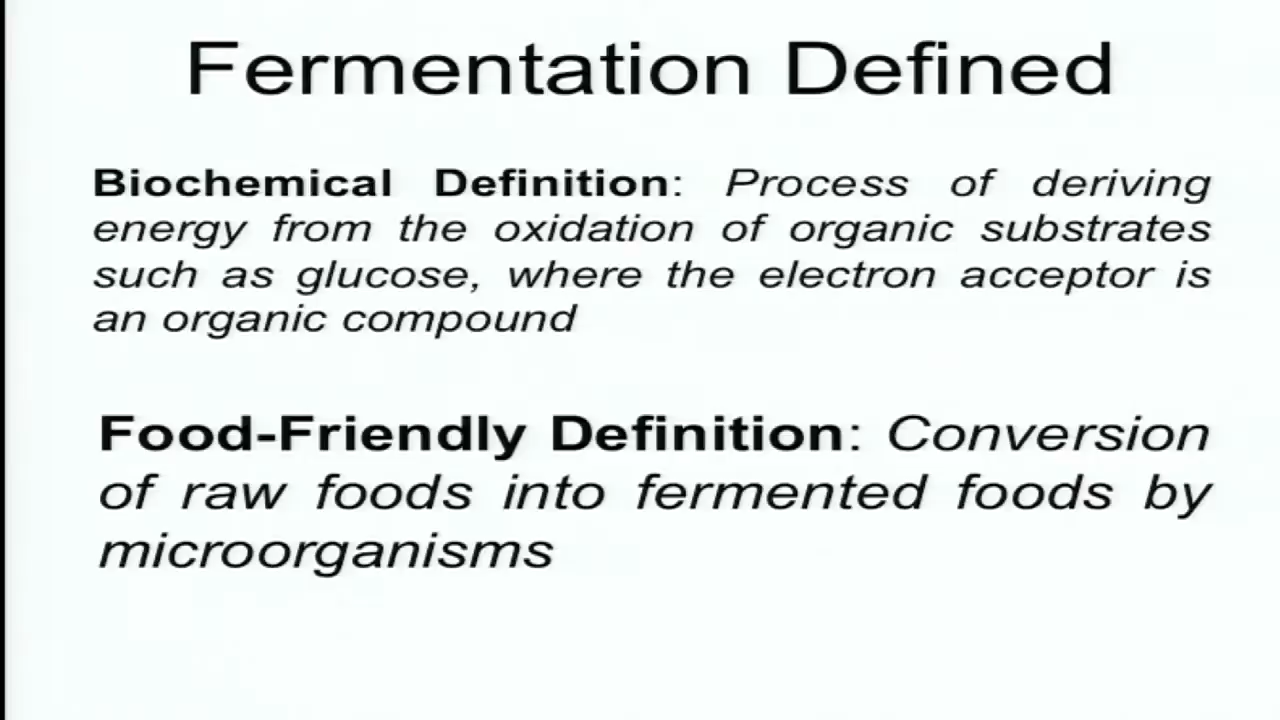 Fermentation Defined
Biochemical Definition: Process of deriving
energy from the oxidation of organic substrates
such as glucose, where the electron acceptor is
an organic compound
Food-Friendly Definition: Conversion
of raw foods into fermented foods by
microorganisms